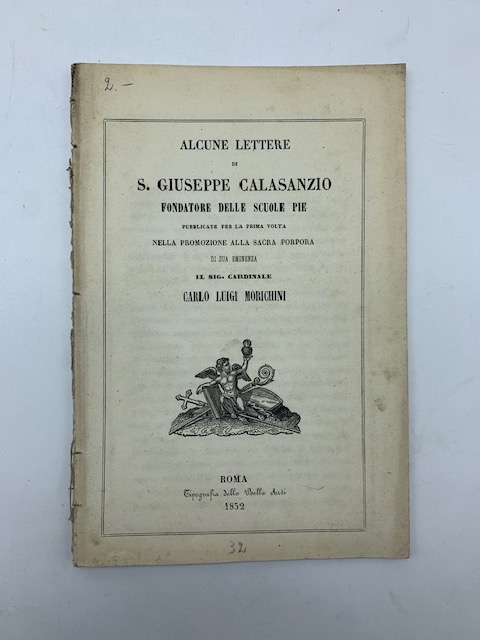 2.—
ALCUNE LETTERE
DI
S. GIUSEPPE CALASANZIO
FONDATORE DELLE SCUOLE PIE
PUBBLICATE PER LA PRIMA VOLTA
NELLA PROMOZIONE ALLA SACRA PORPORA
DI SUA EMINENZA
IL SIG. CARDINALE
CARLO LUIGI MORICHINI
ROMA
Tipografia delle Belle Arti
1852
32